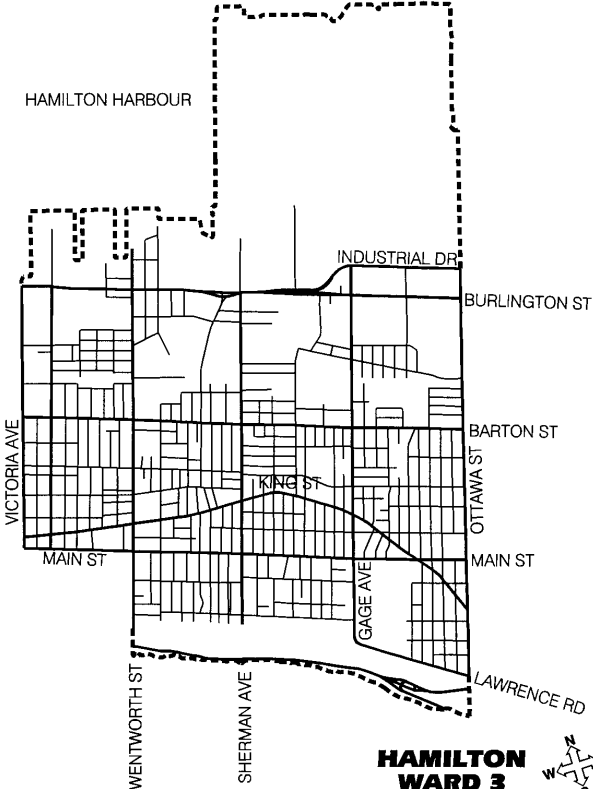 HAMILTON HARBOUR
INDUSTRIAL DR
BURLINGTON ST
VICTORIA AVE
BARTON ST
OTTAWA ST
KING ST
MAIN ST
MAIN ST
GAGE AVE
WENTWORTH ST
SHERMAN AVE
LAWRENCE RD
HAMILTON
WARD 3
N
W